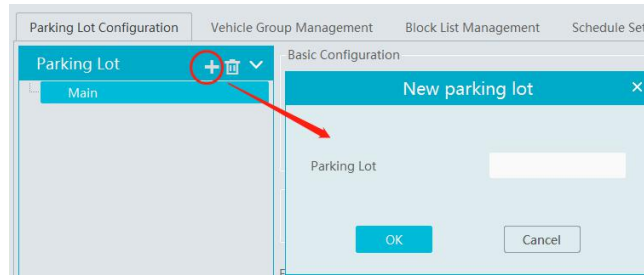 Parking Lot Configuration Vehicle Group Management Block List Management Schedule Set
Parking Lot
Basic Configuration
Main
New parking lot
Parking Lot
OK Cancel